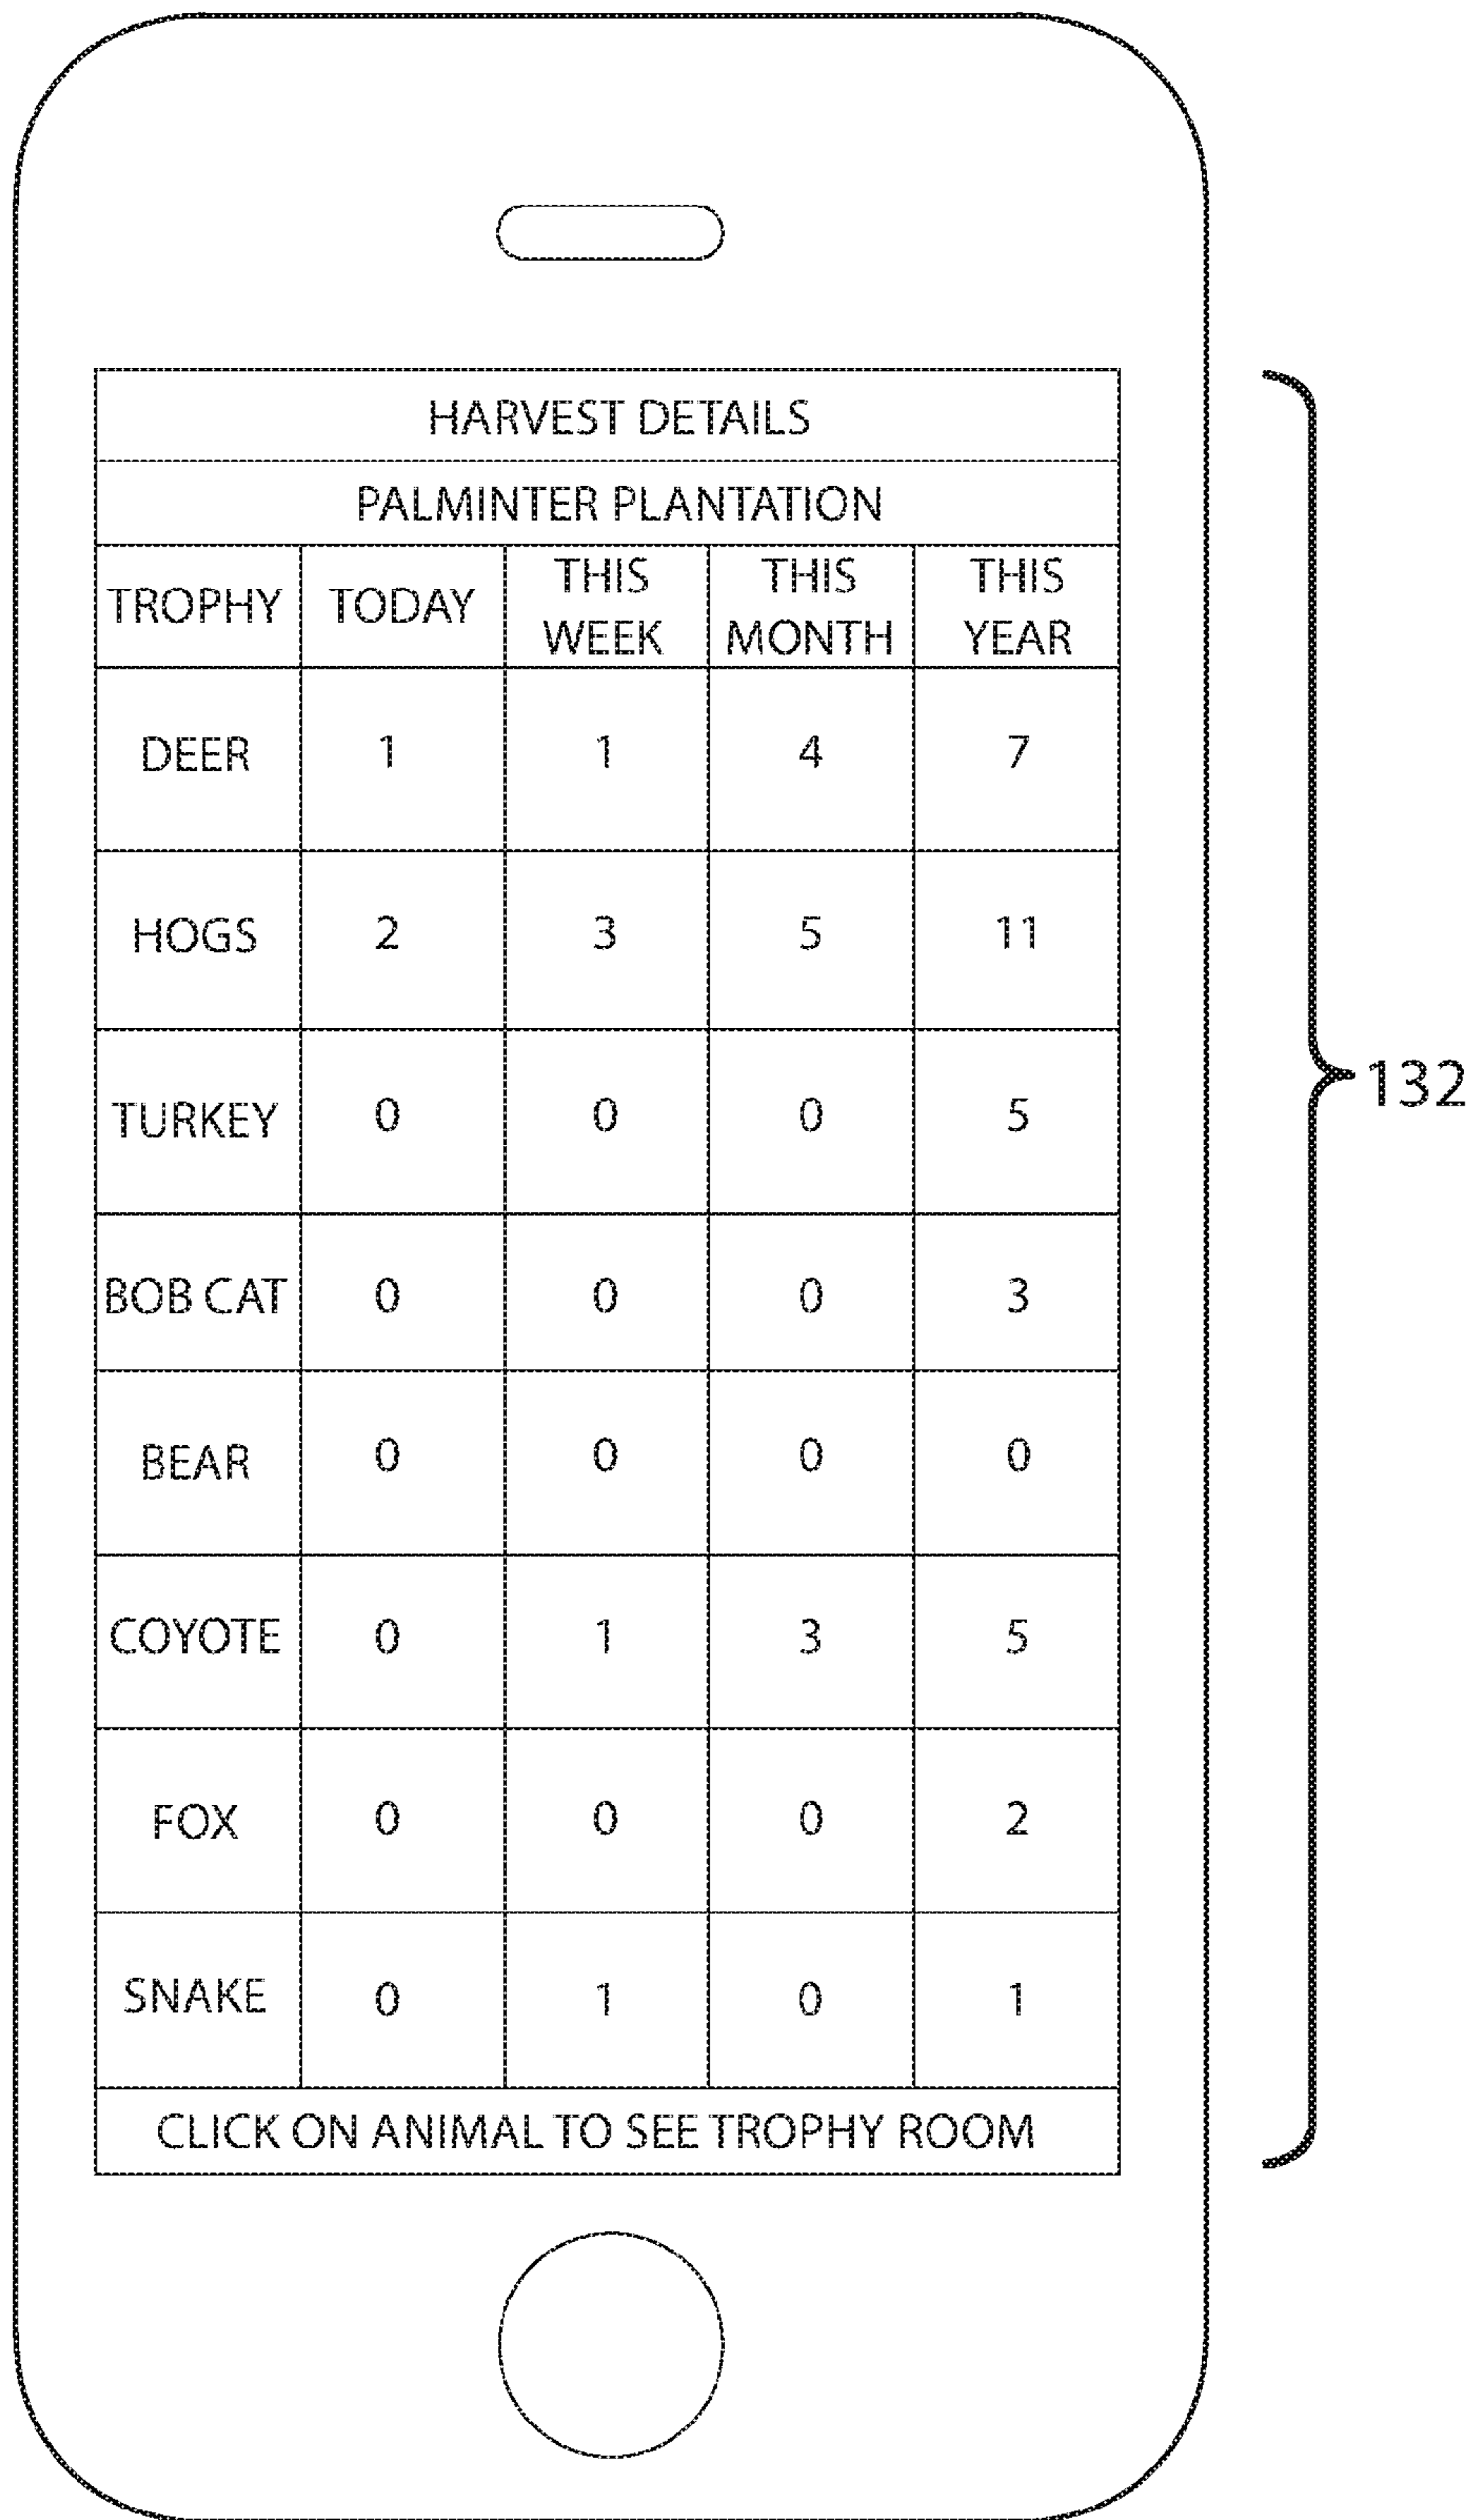 HARVEST DETAILS
PALMINTER PLANTATION
TROPHY TODAY THIS WEEK THIS MONTH THIS YEAR
DEER 1 1 4 7
HOGS 2 3 5 11
TURKEY 0 0 0 5
BOB CAT 0 0 0 3
BEAR 0 0 0 0
COYOTE 0 1 3 5
FOX 0 0 0 2
SNAKE 0 1 0 1
CLICK ON ANIMAL TO SEE TROPHY ROOM
132